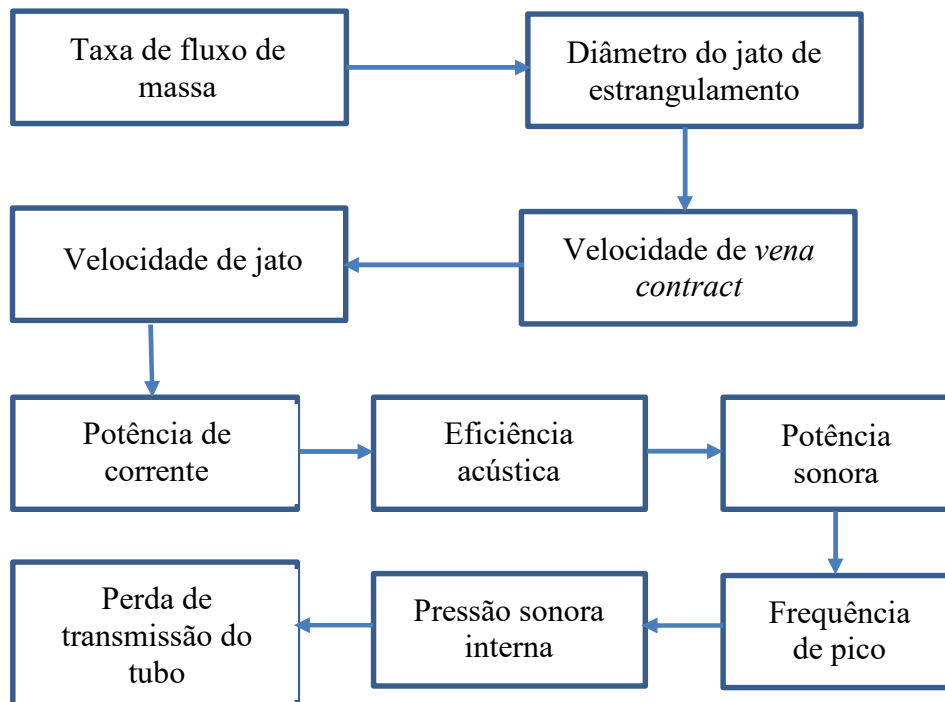 Taxa de fluxo de
massa
Diâmetro do jato de
estrangulamento
Velocidade de vena
contract
Velocidade de jato
Potência de
corrente
Eficiência
acústica
Potência
sonora
Frequência
de pico
Pressão sonora
interna
Perda de
transmissão do
tubo